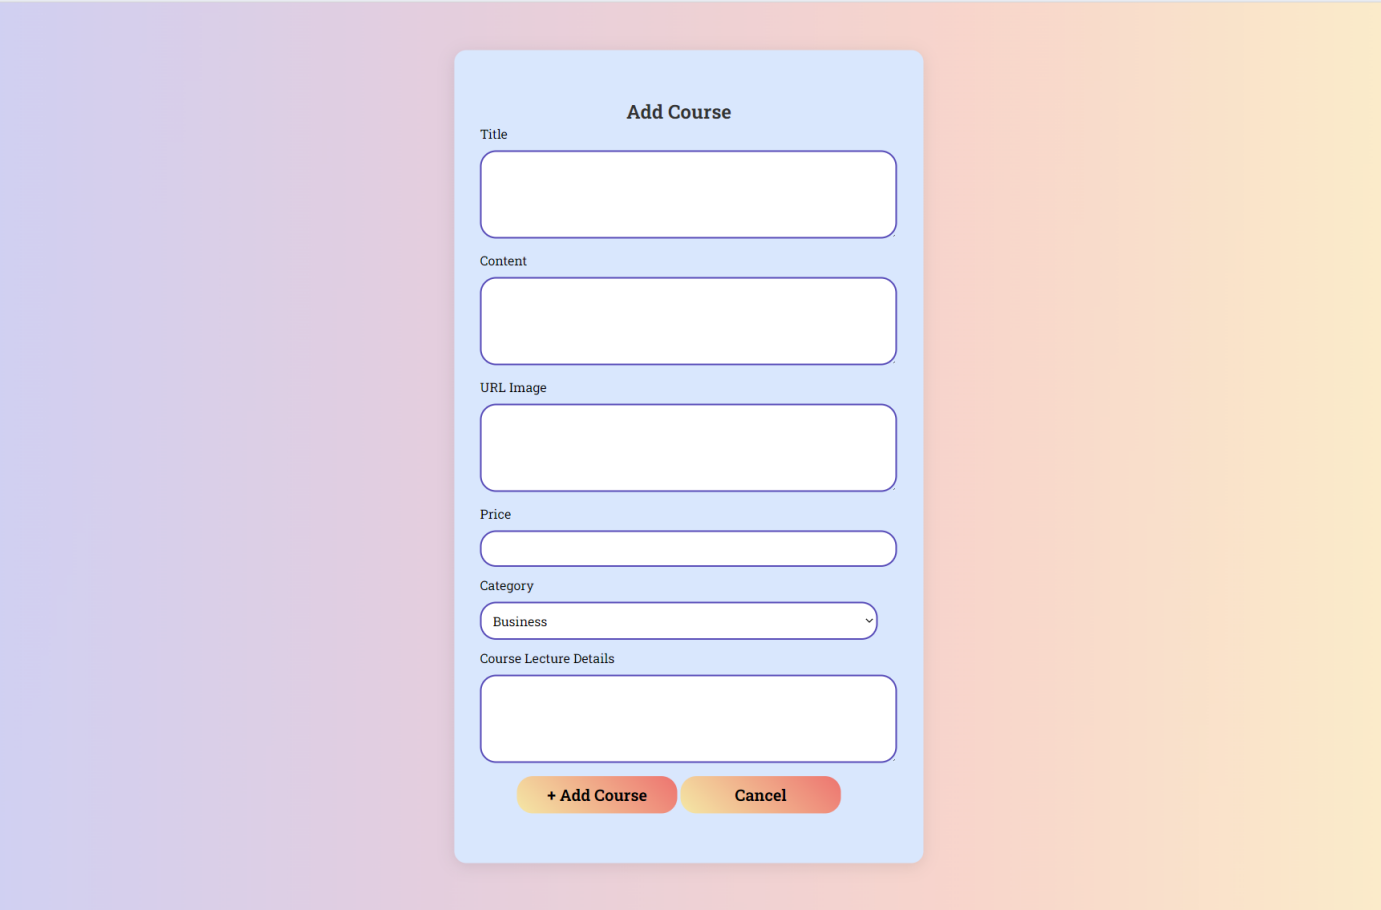 Add Course
Title
Content
URL Image
Price
Category
Business
Course Lecture Details
+ Add Course
Cancel